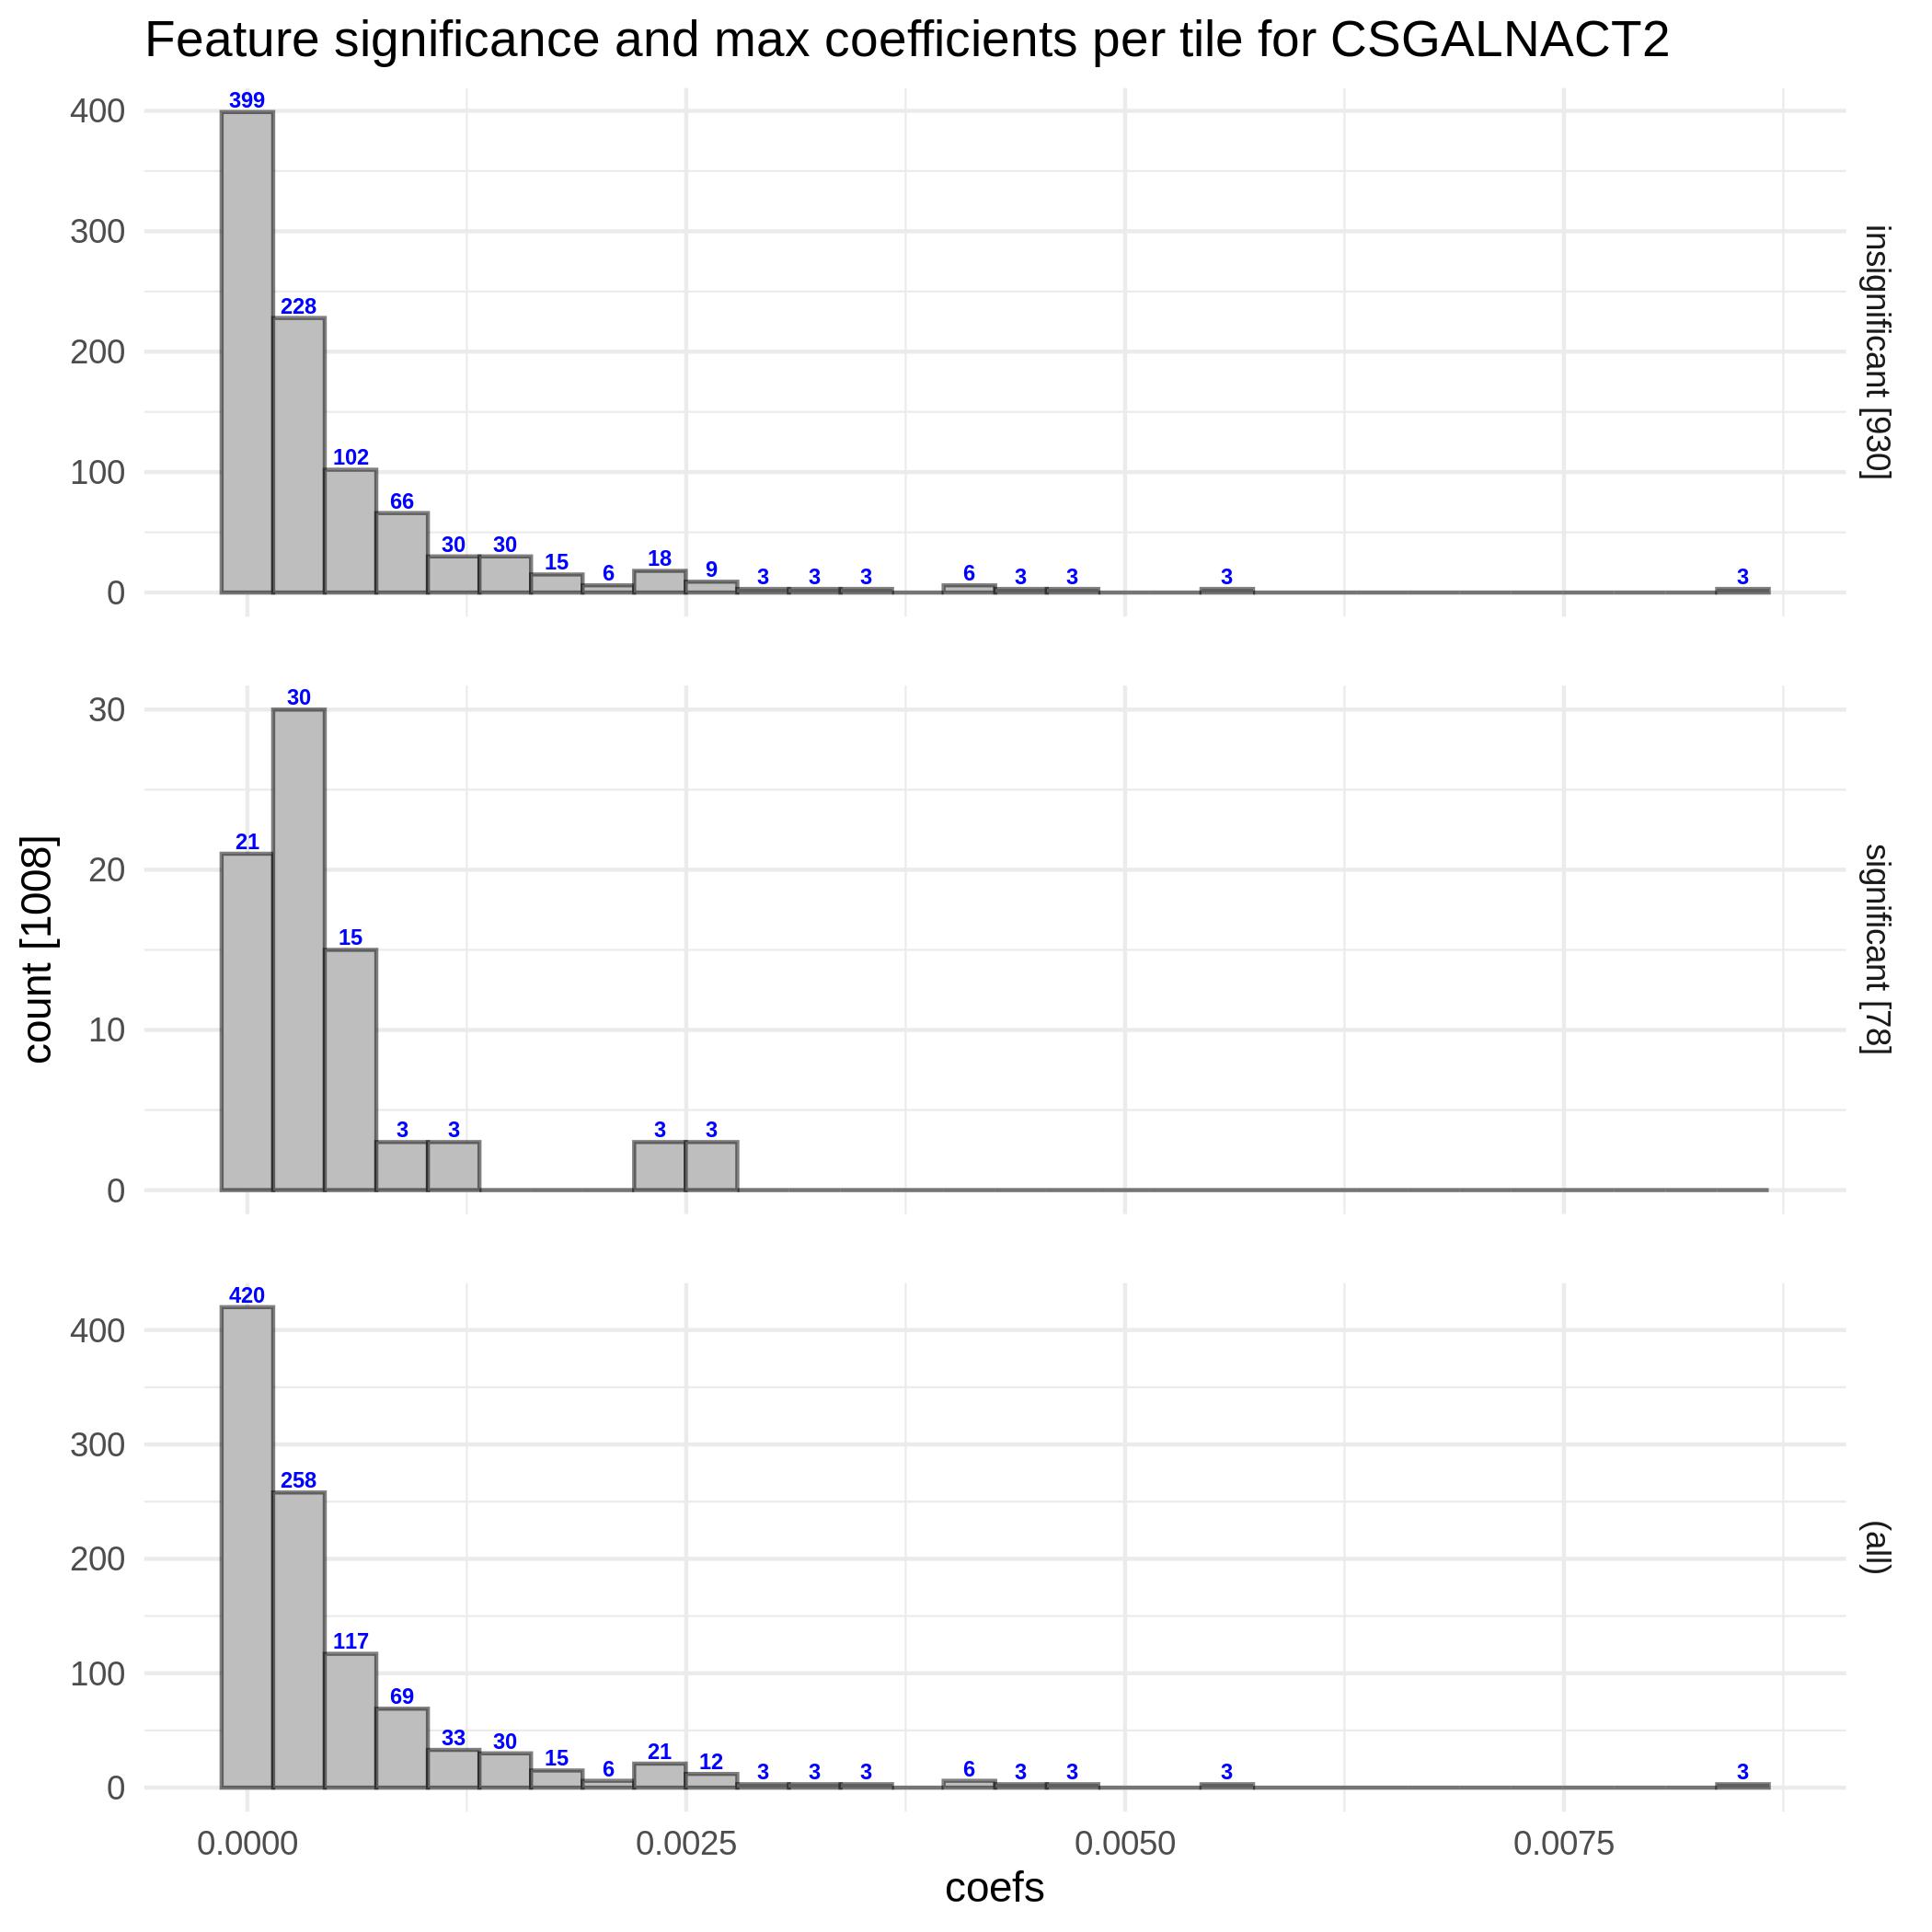 Feature significance and max coefficients per tile for CSGALNACT2
399
400
228
300
200
102
66
100
30 30 15 6 18 9 3 3 3 6 3 3 3 3
0
insignificant [930]
30
30
21
20
15
10
3 3 3 3
0
significant [78]
count [1008]
420
400
258
300
200
117
69
100
33 30 15 6 21 12 3 3 3 6 3 3 3 3
0
(all)
0.0000 0.0025 0.0050 0.0075
coefs